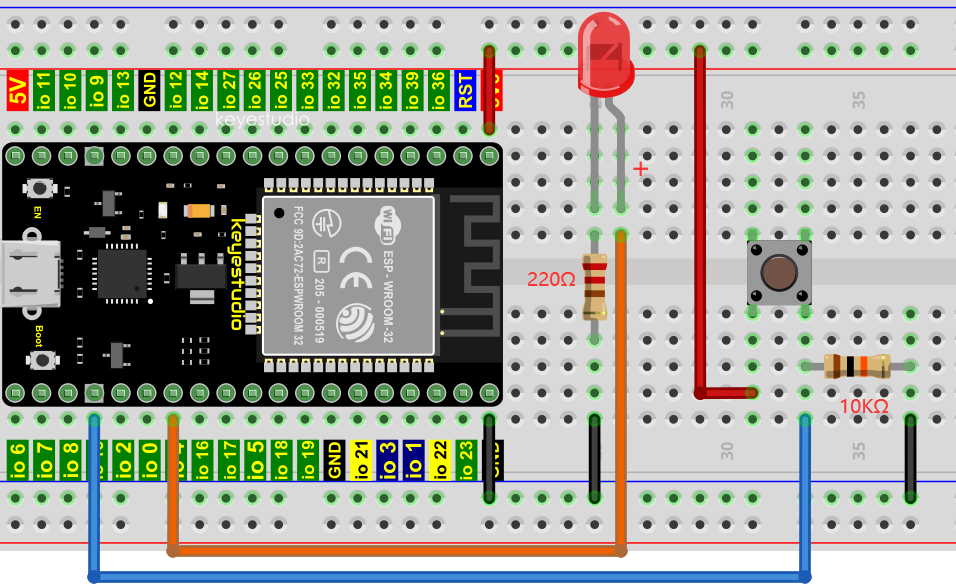 5V
io 11
io 10
io 9
io 13
GND
io 12
io 14
io 27
io 26
io 25
io 33
io 32
io 35
io 34
io 39
io 36
RST
30
35
keyestudio
EN
Boot
keyestudio
FCC 9D2AC72-ESPWROOM 32
R
205 - 000519
CE
Wi Fi
ESP - WROOM-32
+
220Ω
10KΩ
io 6
io 7
io 8
io 2
io 0
io 16
io 17
io 5
io 18
io 19
GND
io 21
io 3
io 1
io 22
io 23
30
35